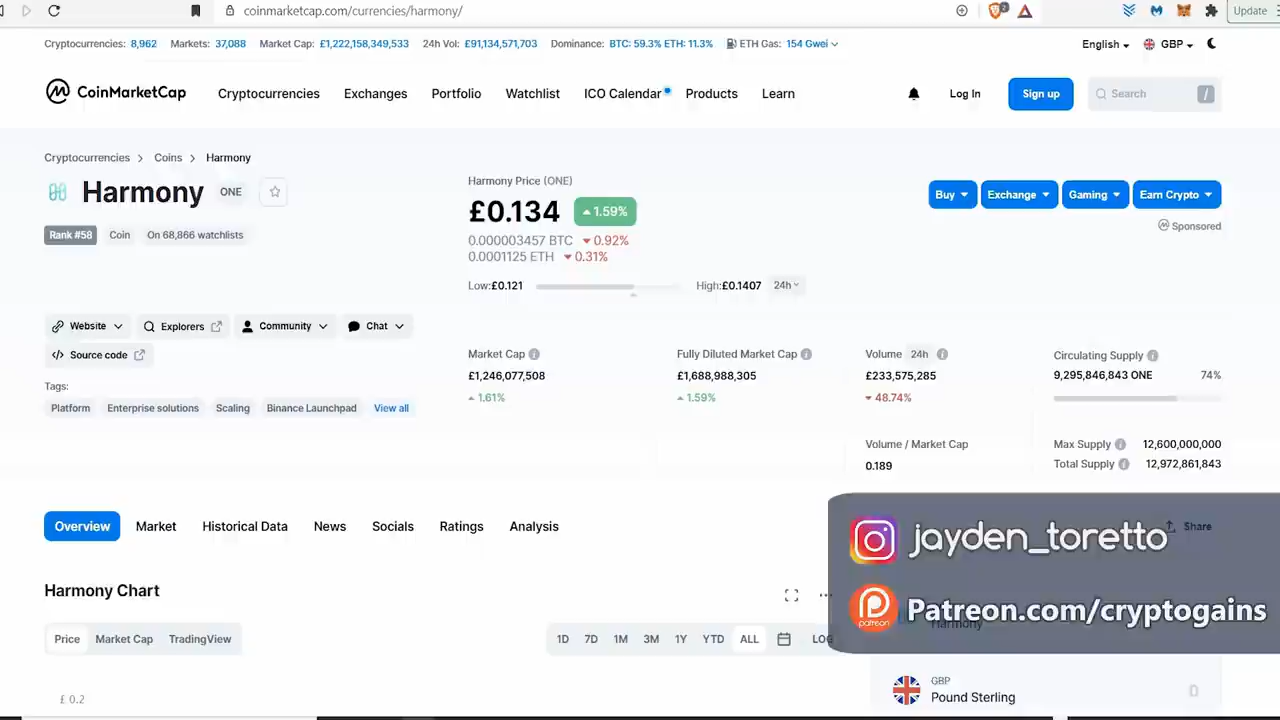 coinmarketcap.com/currencies/harmony/
2
Update
Cryptocurrencies: 8,962 Markets: 37,088 Market Cap: £1,222,158,349,533 24h Vol: £91,134,571,703 Dominance: BTC: 59.3% ETH: 11.3% ETH Gas: 154 Gwei
English GBP
CoinMarketCap
Cryptocurrencies Exchanges Portfolio Watchlist ICO Calendar Products Learn
Log In Sign up Search /
Cryptocurrencies > Coins > Harmony
Harmony ONE
Rank #58 Coin On 68,866 watchlists
Harmony Price (ONE)
£0.134 1.59%
0.000003457 BTC 0.92%
0.0001125 ETH 0.31%
Low:£0.121 High:£0.1407 24h
Buy Exchange Gaming Earn Crypto
Sponsored
Website Explorers Community Chat
Source code
Tags:
Platform Enterprise solutions Scaling Binance Launchpad View all
Market Cap
£1,246,077,508
1.61%
Fully Diluted Market Cap
£1,688,988,305
1.59%
Volume 24h
£233,575,285
48.74%
Volume / Market Cap
0.189
Circulating Supply
9,295,846,843 ONE 74%
Max Supply 12,600,000,000
Total Supply 12,972,861,843
Overview Market Historical Data News Socials Ratings Analysis
Share
jayden_toretto
patreon
Patreon.com/cryptogains
Harmony
Harmony Chart
Price Market Cap TradingView
1D 7D 1M 3M 1Y YTD ALL LOG
£ 0.2
GBP
Pound Sterling
0